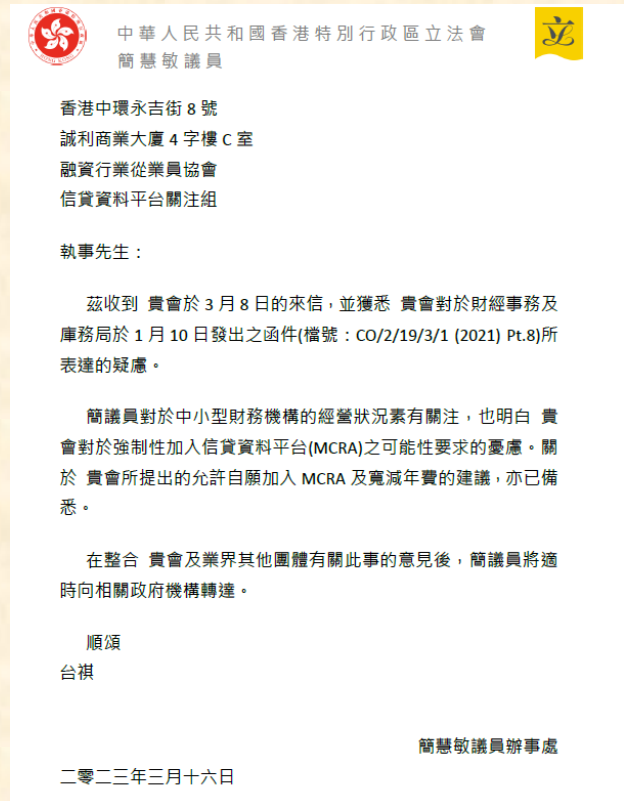 中華人民共和國香港特別行政區立法會
簡慧敏議員
立
香港中環永吉街 8 號
誠利商業大廈 4 字樓 C 室
融資行業從業員協會
信貸資料平台關注組
執事先生：
茲收到 貴會於 3 月 8 日的來信，並獲悉 貴會對於財經事務及
庫務局於 1 月 10 日發出之函件(檔號：CO/2/19/3/1 (2021) Pt.8)所
表達的疑慮。
簡議員對於中小型財務機構的經營狀況素有關注，也明白 貴
會對於強制性加入信貸資料平台(MCRA)之可能性要求的憂慮。關
於 貴會所提出的允許自願加入 MCRA 及寬減年費的建議，亦已備
悉。
在整合 貴會及業界其他團體有關此事的意見後，簡議員將適
時向相關政府機構轉達。
順頌
台祺
簡慧敏議員辦事處
二零二三年三月十六日